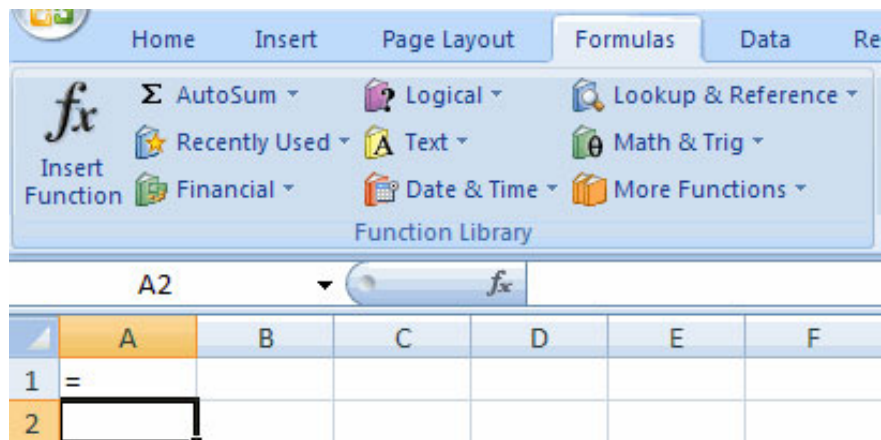 Home Insert Page Layout Formulas Data Re
fx Σ AutoSum Logical Lookup & Reference
Recently Used A Text θ Math & Trig
Insert Function Financial ? Date & Time More Functions
Function Library
A2 fx
A B C D E F
1 =
2